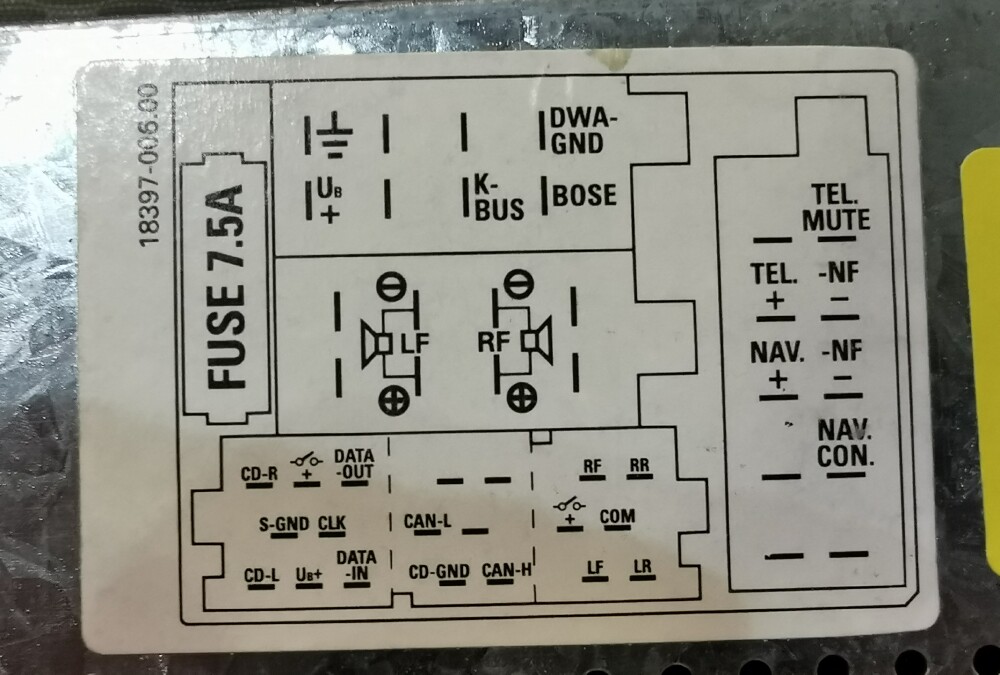 18397-006.00
FUSE 7.5A
DWA-
GND
UB
+
K-
BUS
BOSE
LF
RF
TEL.
MUTE
TEL. -NF
+ −
NAV. -NF
+ −
NAV.
CON.
CD-R + DATA
-OUT
S-GND CLK
CD-L UB+ DATA
-IN
CAN-L
CD-GND CAN-H
RF RR
+ COM
LF LR